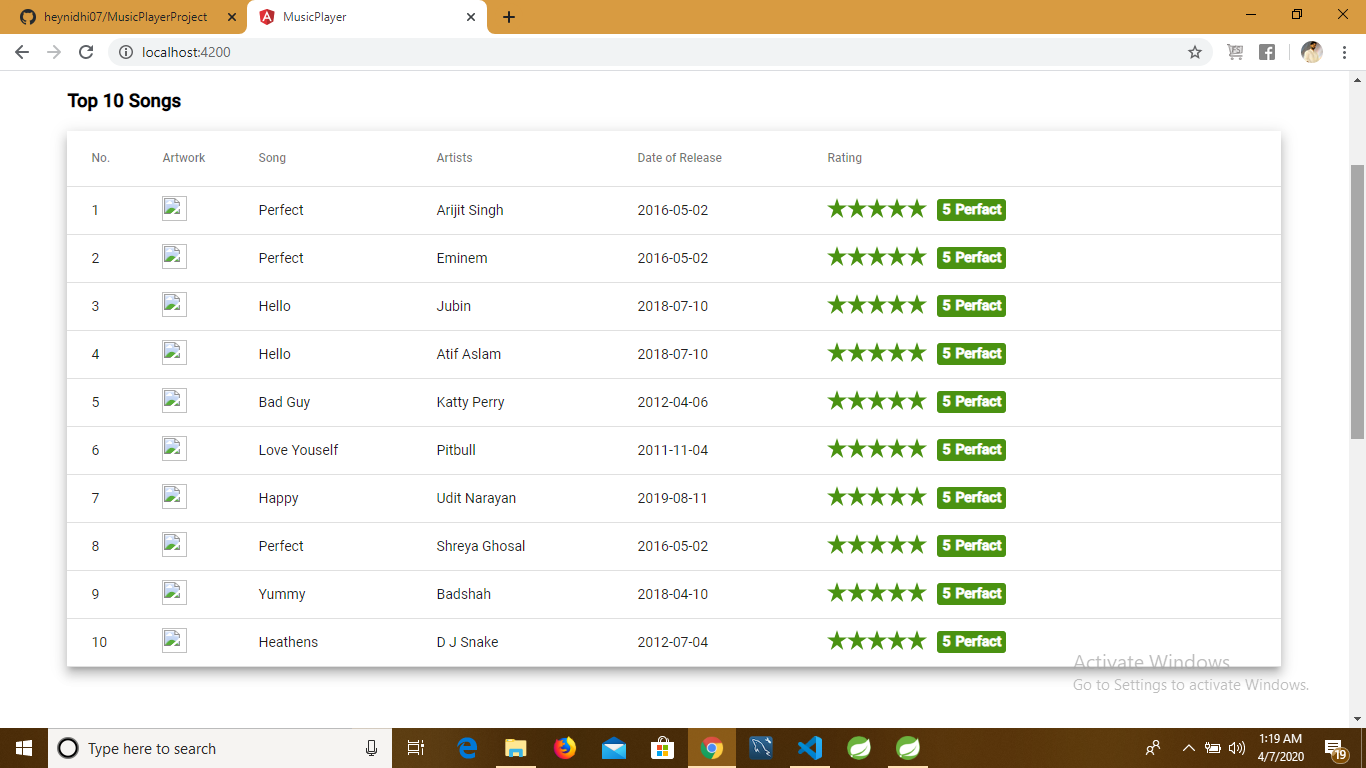 heynidhi07/MusicPlayerProject
MusicPlayer
localhost:4200
Top 10 Songs
No. Artwork Song Artists Date of Release Rating
1 Perfect Arijit Singh 2016-05-02 ★★★★★ 5 Perfact
2 Perfect Eminem 2016-05-02 ★★★★★ 5 Perfact
3 Hello Jubin 2018-07-10 ★★★★★ 5 Perfact
4 Hello Atif Aslam 2018-07-10 ★★★★★ 5 Perfact
5 Bad Guy Katty Perry 2012-04-06 ★★★★★ 5 Perfact
6 Love Youself Pitbull 2011-11-04 ★★★★★ 5 Perfact
7 Happy Udit Narayan 2019-08-11 ★★★★★ 5 Perfact
8 Perfect Shreya Ghosal 2016-05-02 ★★★★★ 5 Perfact
9 Yummy Badshah 2018-04-10 ★★★★★ 5 Perfact
10 Heathens D J Snake 2012-07-04 ★★★★★ 5 Perfact
Activate Windows
Go to Settings to activate Windows.
Type here to search
1:19 AM
4/7/2020
19